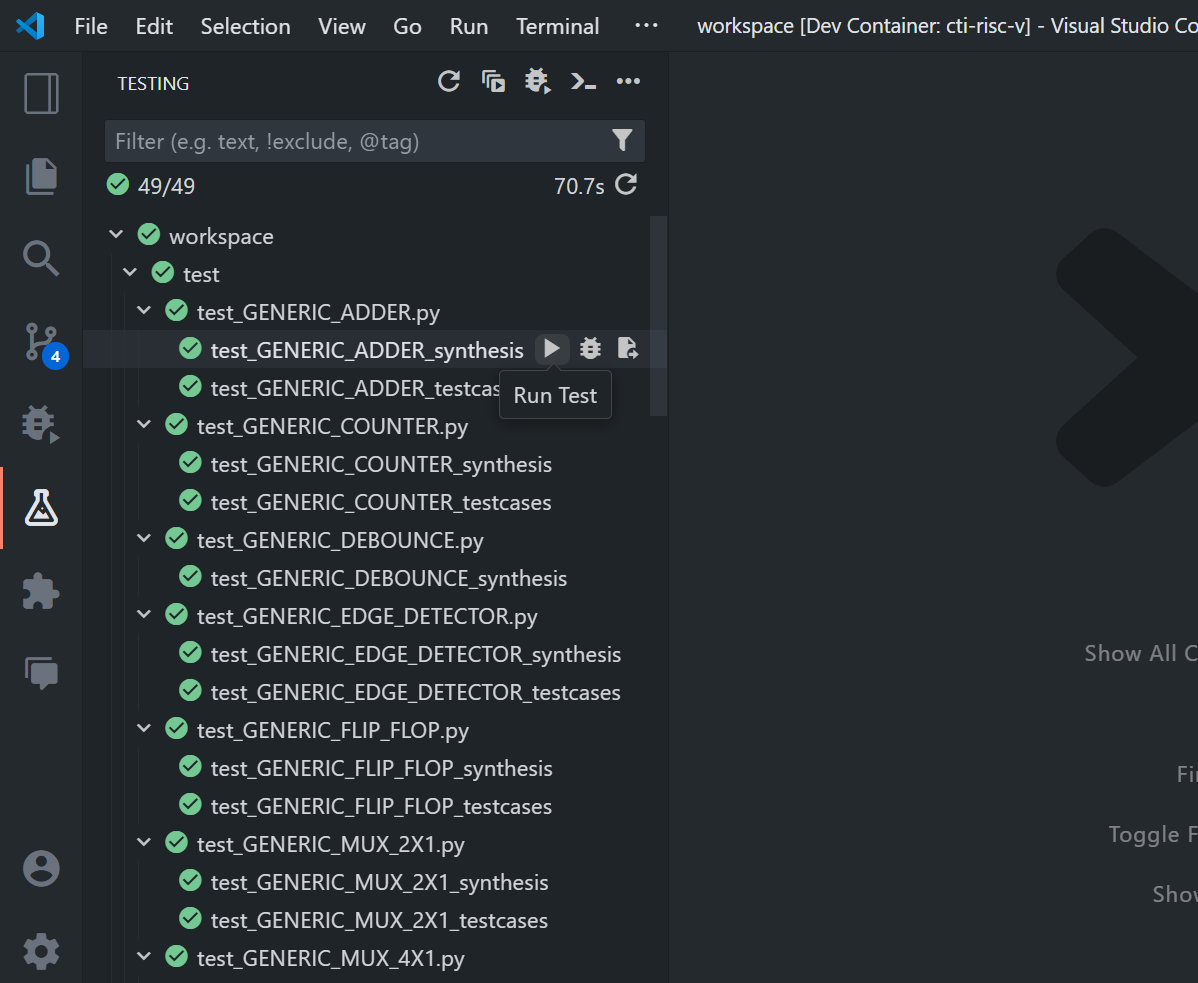 File Edit Selection View Go Run Terminal ··· workspace [Dev Container: cti-risc-v] - Visual Studio Co
TESTING
Filter (e.g. text, !exclude, @tag)
49/49 70.7s
workspace
test
test_GENERIC_ADDER.py
test_GENERIC_ADDER_synthesis
test_GENERIC_ADDER_testcas
Run Test
4
test_GENERIC_COUNTER.py
test_GENERIC_COUNTER_synthesis
test_GENERIC_COUNTER_testcases
test_GENERIC_DEBOUNCE.py
test_GENERIC_DEBOUNCE_synthesis
test_GENERIC_EDGE_DETECTOR.py
test_GENERIC_EDGE_DETECTOR_synthesis
Show All C
test_GENERIC_EDGE_DETECTOR_testcases
test_GENERIC_FLIP_FLOP.py
test_GENERIC_FLIP_FLOP_synthesis
Fi
test_GENERIC_FLIP_FLOP_testcases
Toggle F
test_GENERIC_MUX_2X1.py
test_GENERIC_MUX_2X1_synthesis
Show
test_GENERIC_MUX_2X1_testcases
test_GENERIC_MUX_4X1.py